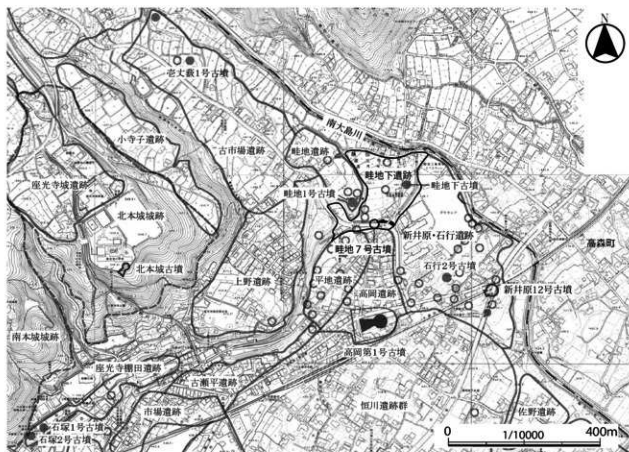 N
壱丈藪1号古墳
南大島川
小寺子遺跡
古市場遺跡
畦地遺跡
畦地下遺跡
畦地下古墳
座光寺城遺跡
畦地1号古墳
北本城城跡
新井原・石行遺跡
高森町
畦地7号古墳
北本城古墳
上野遺跡
平地遺跡
高岡遺跡
石行2号古墳
新井原12号古墳
南本城城跡
高岡第1号古墳
座光寺棚田遺跡
古瀬平遺跡
市場遺跡
恒川遺跡群
佐野遺跡
石塚1号古墳
石塚2号古墳
0 1/10000 400m